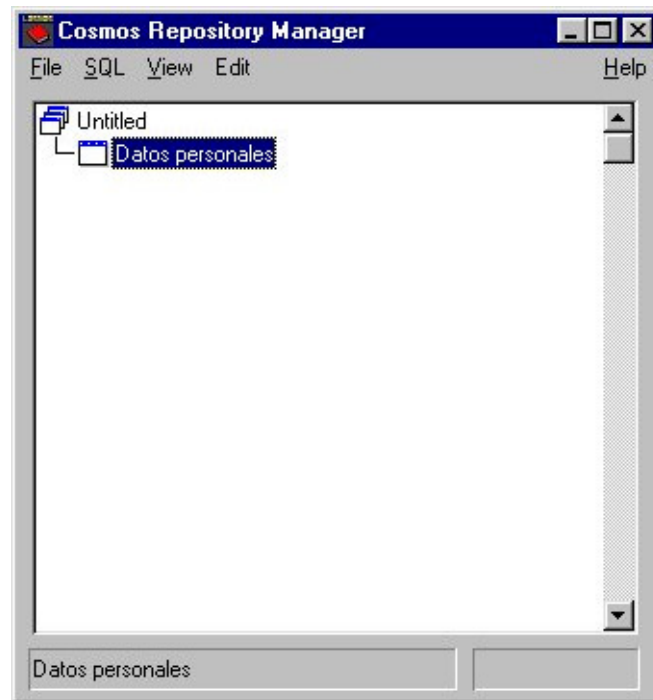 Cosmos Repository Manager
File SQL View Edit Help
Untitled
Datos personales
Datos personales